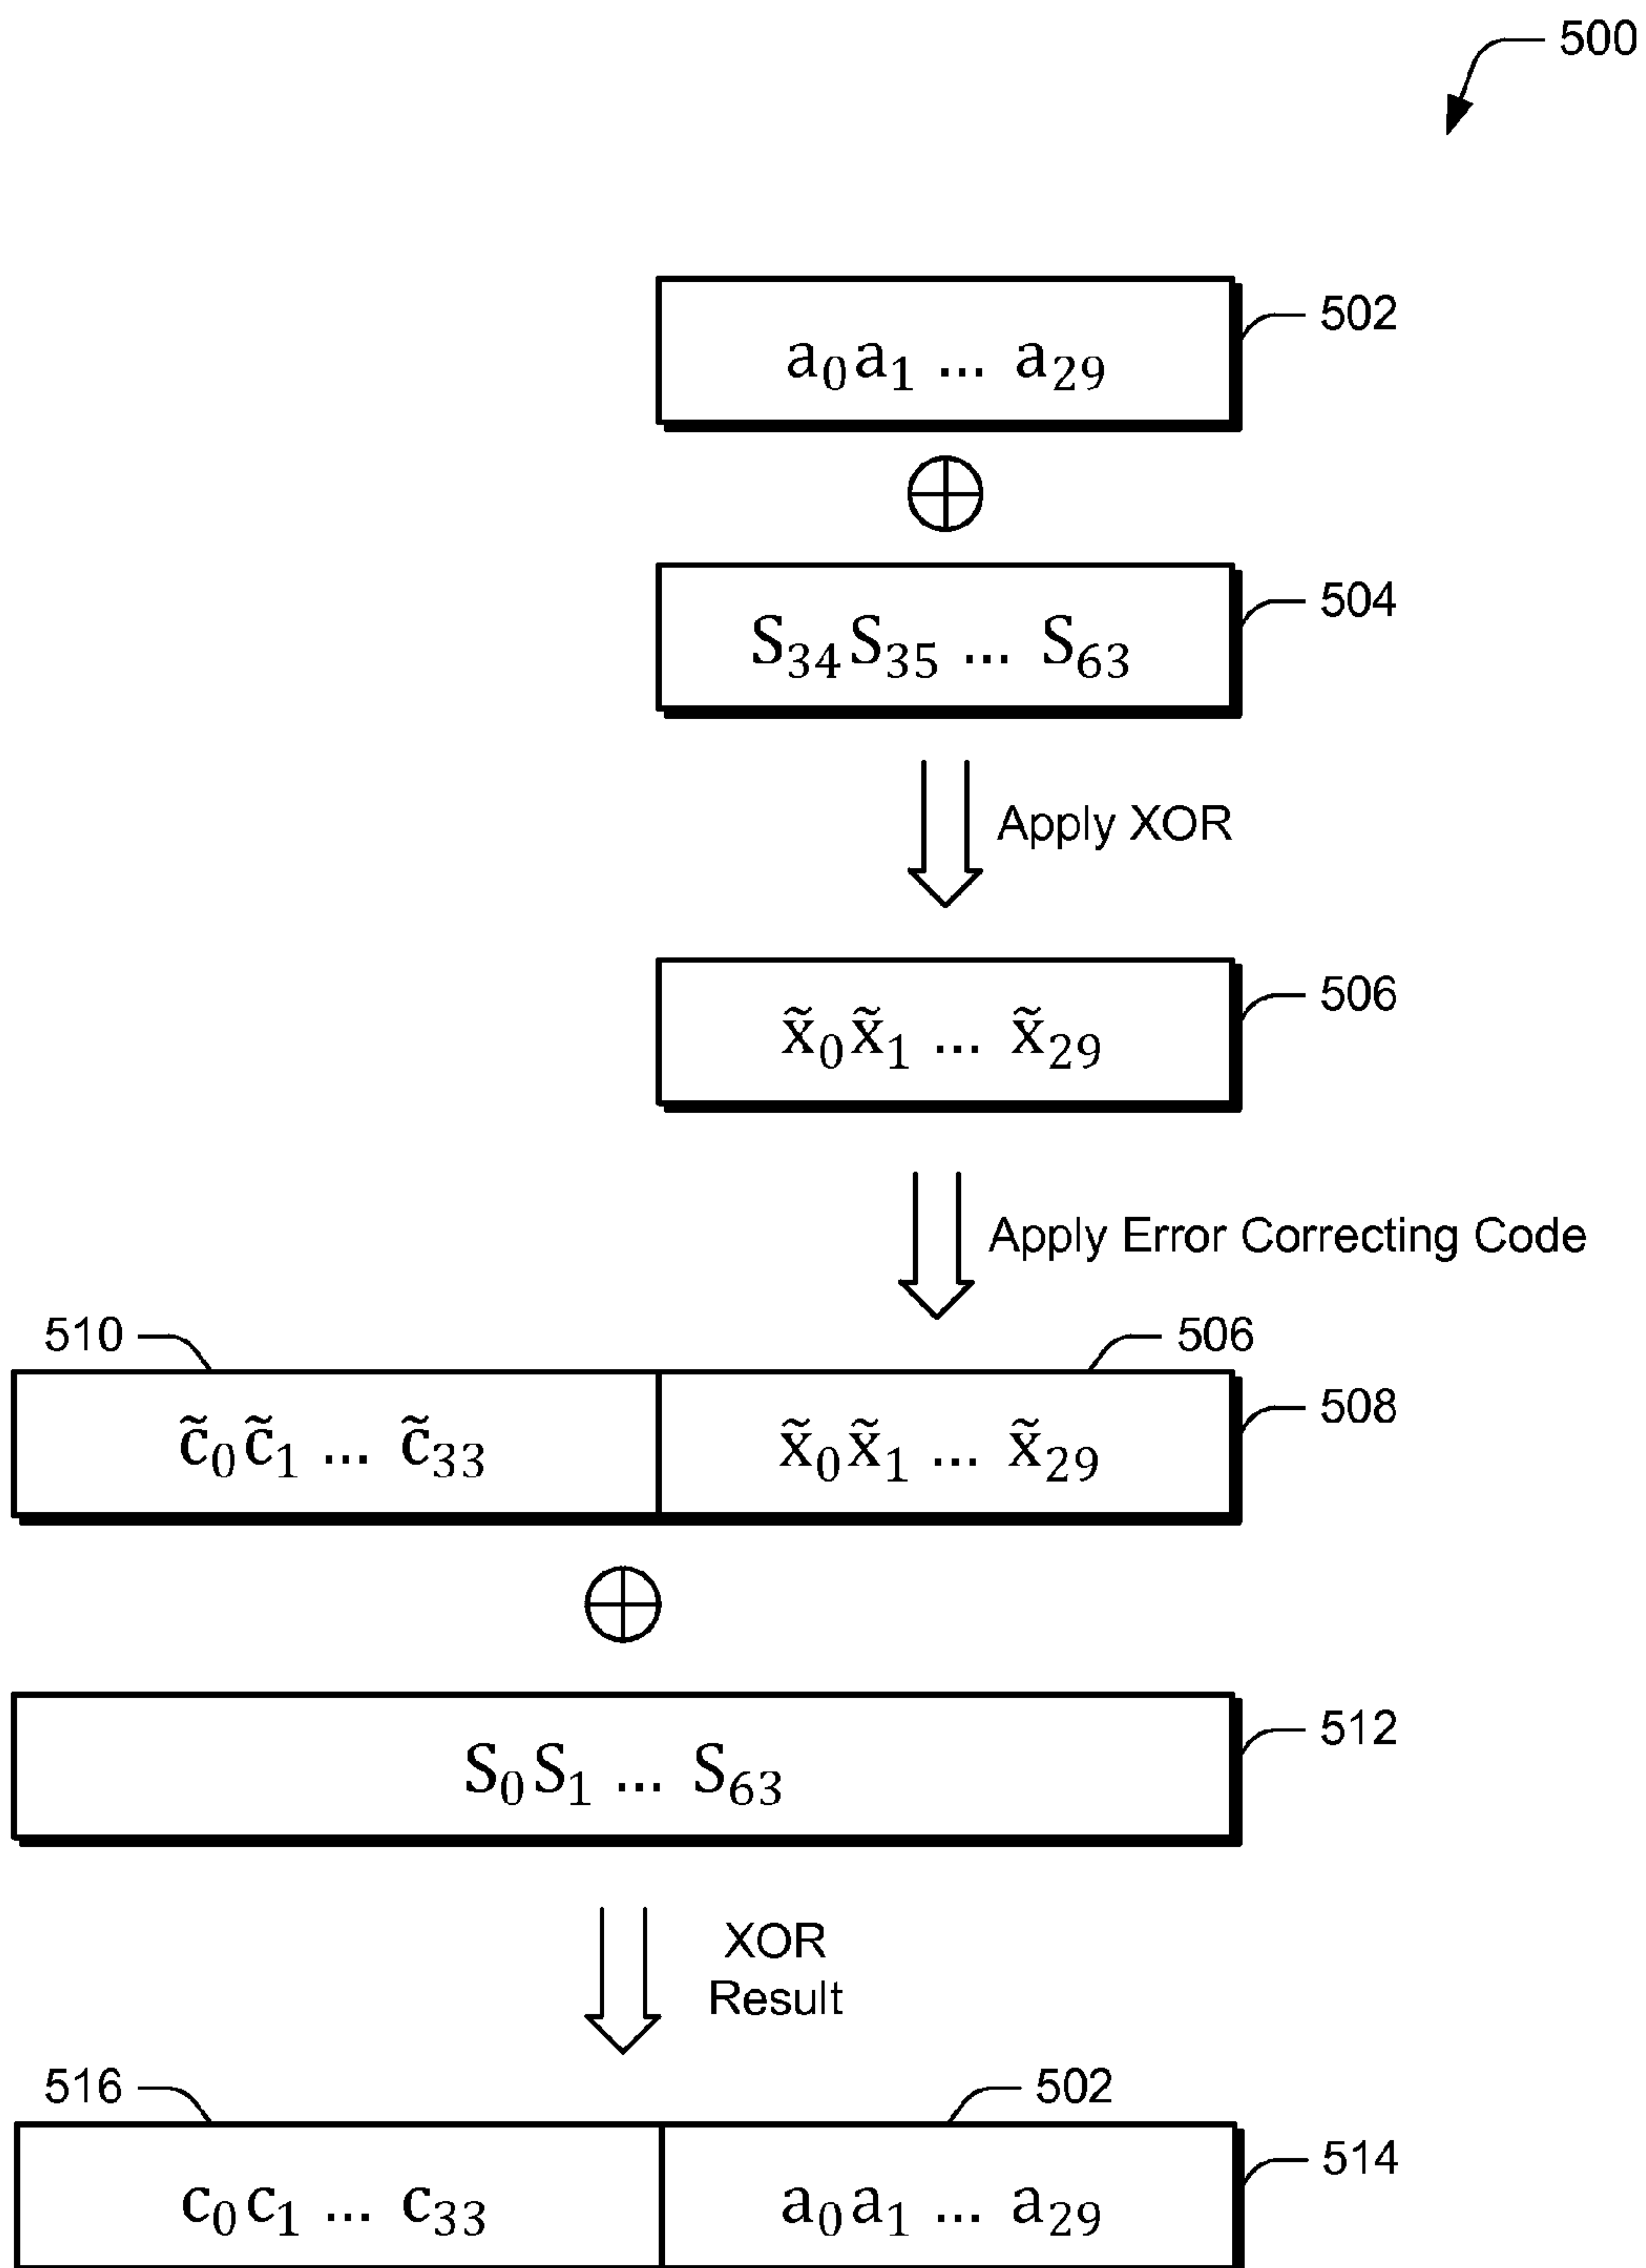 500
a₀a₁ ... a₂₉
502
⊕
S₃₄S₃₅ ... S₆₃
504
Apply XOR
x̃₀x̃₁ ... x̃₂₉
506
Apply Error Correcting Code
510
506
c̃₀c̃₁ ... c̃₃₃
x̃₀x̃₁ ... x̃₂₉
508
⊕
S₀S₁ ... S₆₃
512
XOR
Result
516
502
c₀c₁ ... c₃₃
a₀a₁ ... a₂₉
514